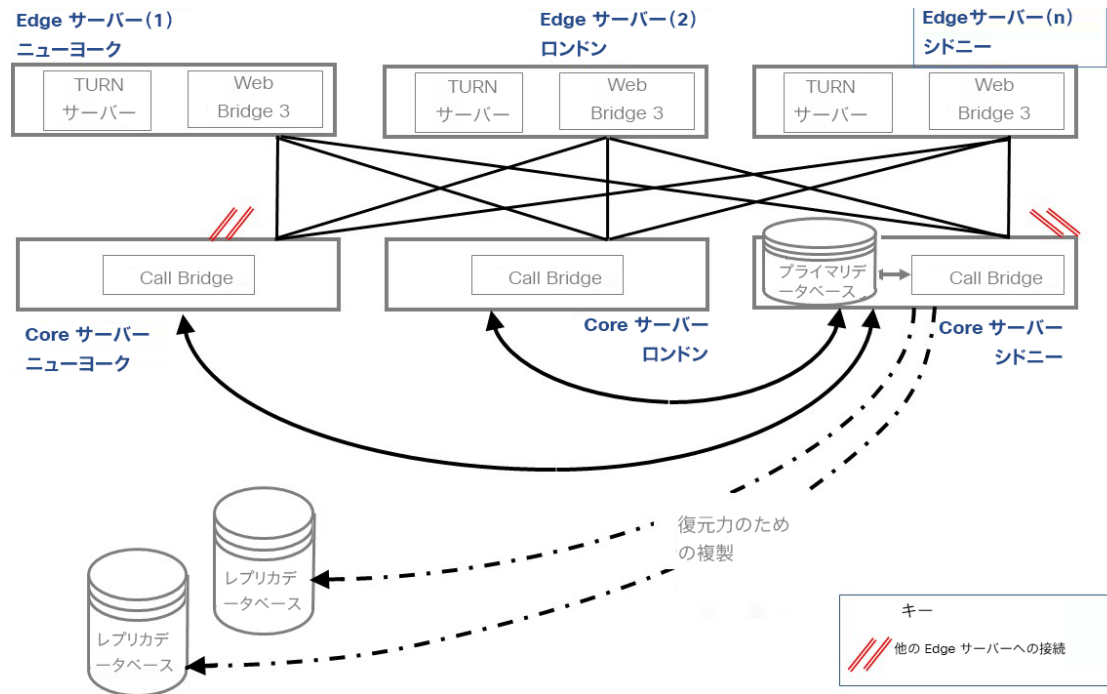 Edge サーバー(1)
ニューヨーク
Edge サーバー(2)
ロンドン
Edgeサーバー(n)
シドニー
TURN
サーバー
Web
Bridge 3
TURN
サーバー
Web
Bridge 3
TURN
サーバー
Web
Bridge 3
Call Bridge
Call Bridge
プライマリデ
ータベース
Call Bridge
Core サーバー
ニューヨーク
Core サーバー
ロンドン
Core サーバー
シドニー
復元力のため
の複製
レプリカデ
ータベース
レプリカデ
ータベース
キー
他の Edge サーバーへの接続